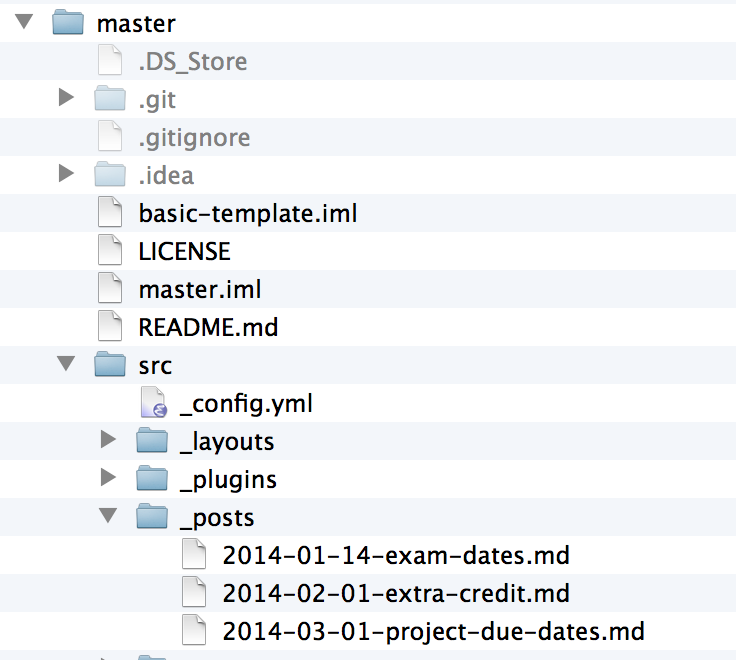 master
.DS_Store
.git
.gitignore
.idea
basic-template.iml
LICENSE
master.iml
README.md
src
_config.yml
_layouts
_plugins
_posts
2014-01-14-exam-dates.md
2014-02-01-extra-credit.md
2014-03-01-project-due-dates.md